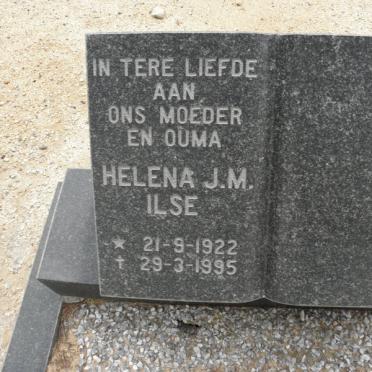 IN TERE LIEFDE
AAN
ONS MOEDER
EN OUMA
HELENA J.M.
ILSE
* 21-9-1922
† 29-3-1995